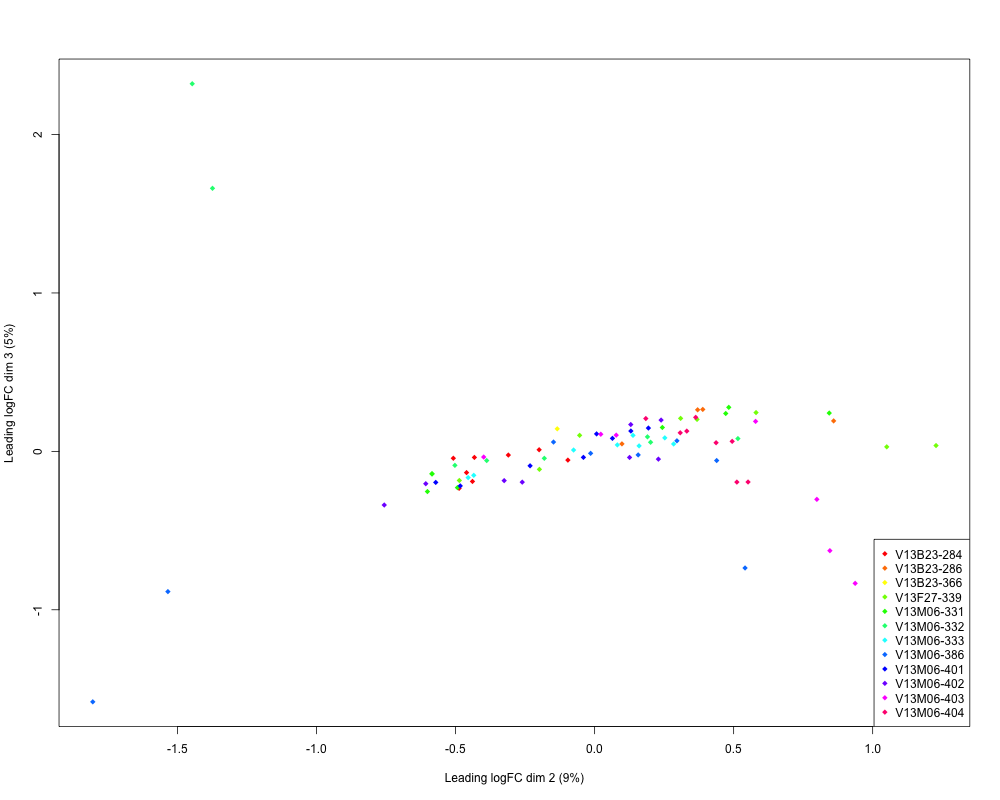 2
1
0
-1
Leading logFC dim 3 (5%)
V13B23-284
V13B23-286
V13B23-366
V13F27-339
V13M06-331
V13M06-332
V13M06-333
V13M06-386
V13M06-401
V13M06-402
V13M06-403
V13M06-404
-1.5 -1.0 -0.5 0.0 0.5 1.0
Leading logFC dim 2 (9%)